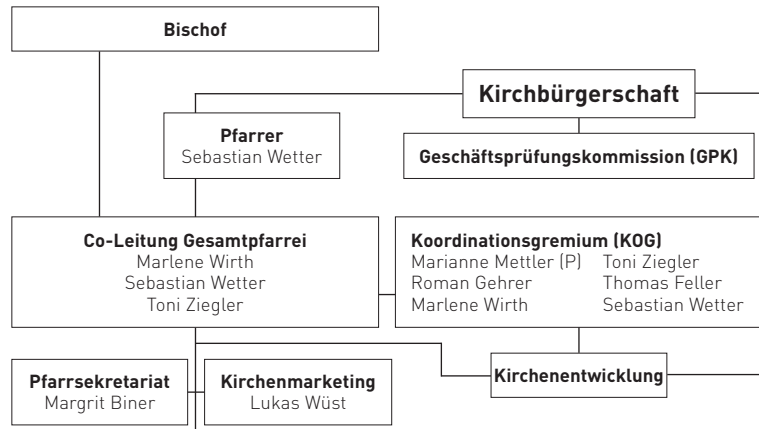 Bischof
Kirchbürgerschaft
Pfarrer
Sebastian Wetter
Geschäftsprüfungskommission (GPK)
Co-Leitung Gesamtpfarrei
Marlene Wirth
Sebastian Wetter
Toni Ziegler
Koordinationsgremium (KOG)
Marianne Mettler (P) Toni Ziegler
Roman Gehrer Thomas Feller
Marlene Wirth Sebastian Wetter
Kirchenentwicklung
Pfarrsekretariat
Margrit Biner
Kirchenmarketing
Lukas Wüst